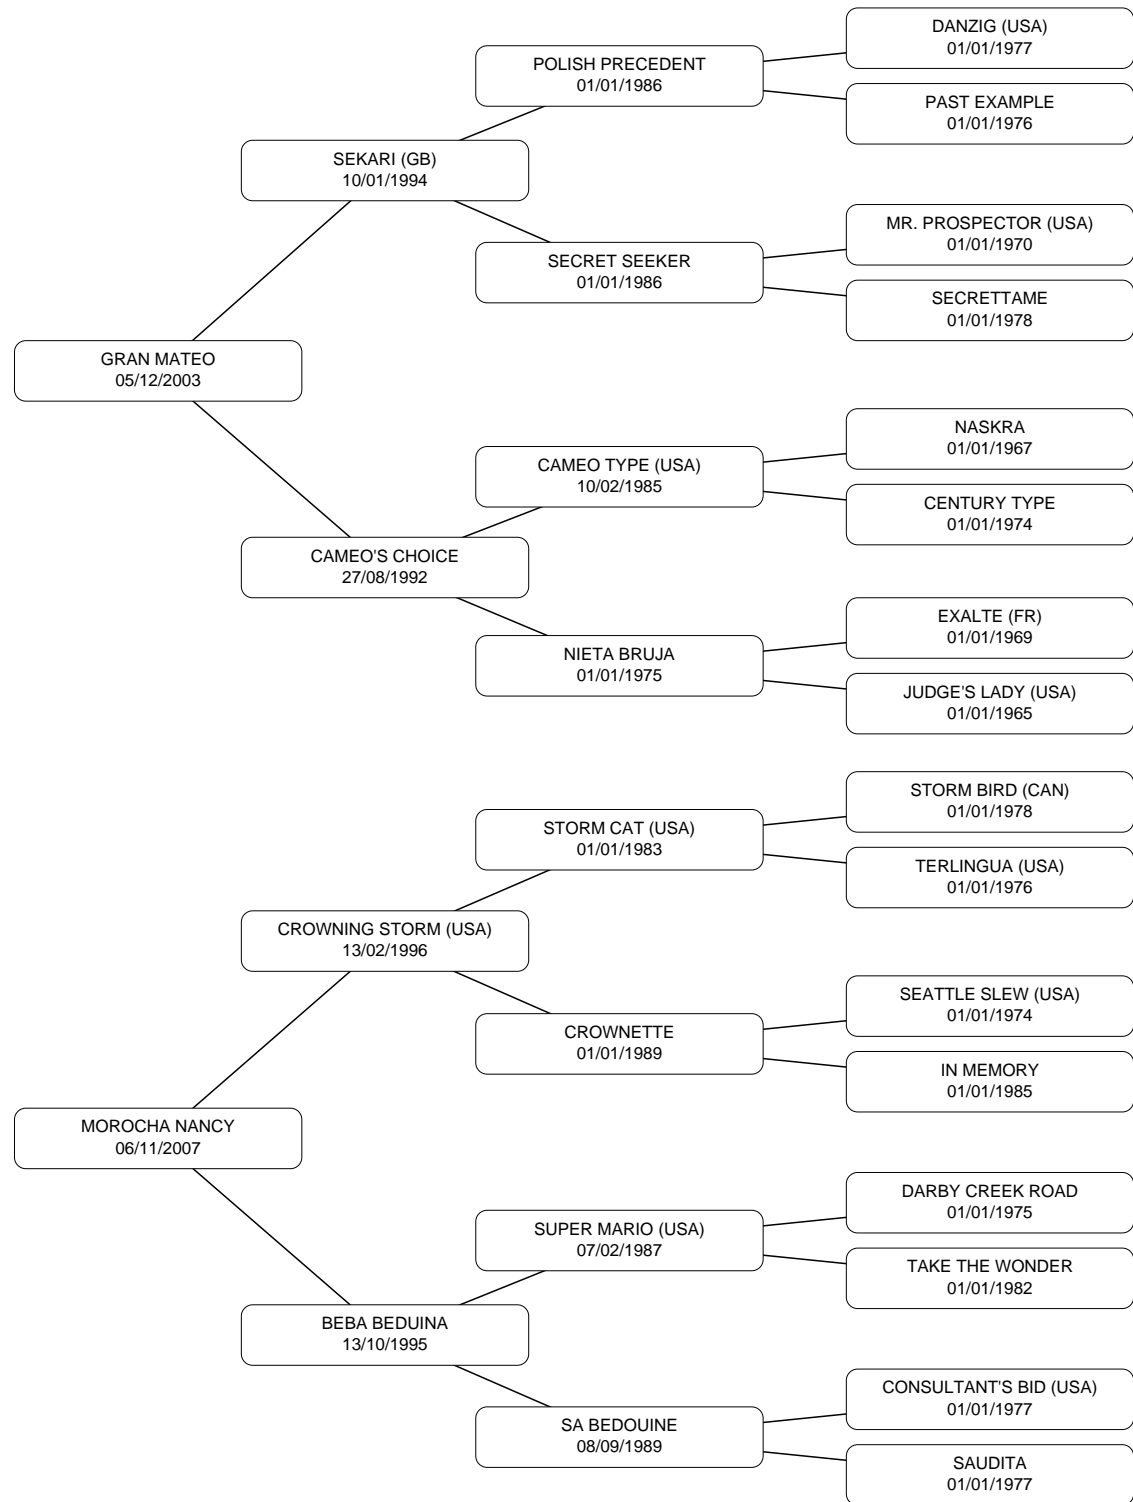 DANZIG (USA)
01/01/1977
POLISH PRECEDENT
01/01/1986
PAST EXAMPLE
01/01/1976
SEKARI (GB)
10/01/1994
MR. PROSPECTOR (USA)
01/01/1970
SECRET SEEKER
01/01/1986
SECRETTAME
01/01/1978
GRAN MATEO
05/12/2003
NASKRA
01/01/1967
CAMEO TYPE (USA)
10/02/1985
CENTURY TYPE
01/01/1974
CAMEO'S CHOICE
27/08/1992
EXALTE (FR)
01/01/1969
NIETA BRUJA
01/01/1975
JUDGE'S LADY (USA)
01/01/1965
STORM BIRD (CAN)
01/01/1978
STORM CAT (USA)
01/01/1983
TERLINGUA (USA)
01/01/1976
CROWNING STORM (USA)
13/02/1996
SEATTLE SLEW (USA)
01/01/1974
CROWNETTE
01/01/1989
IN MEMORY
01/01/1985
MOROCHA NANCY
06/11/2007
DARBY CREEK ROAD
01/01/1975
SUPER MARIO (USA)
07/02/1987
TAKE THE WONDER
01/01/1982
BEBA BEDUINA
13/10/1995
CONSULTANT'S BID (USA)
01/01/1977
SA BEDOUINE
08/09/1989
SAUDITA
01/01/1977